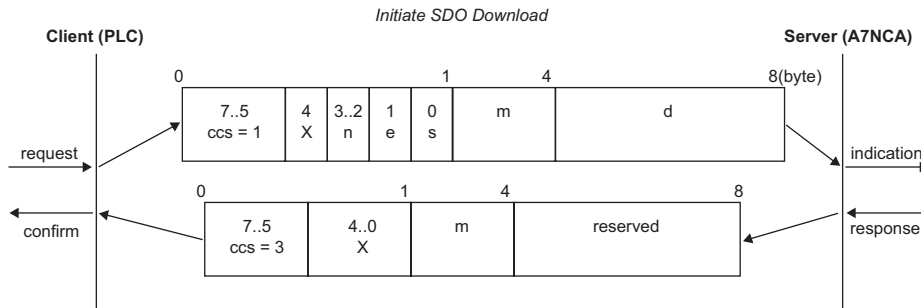 Initiate SDO Download
Client (PLC)
Server (A7NCA)
0 1 4 8(byte)
7..5 4 3..2 1 0 m d
ccs = 1 X n e s
request
indication
0 1 4 8
7..5 4..0 m reserved
ccs = 3 X
confirm
response